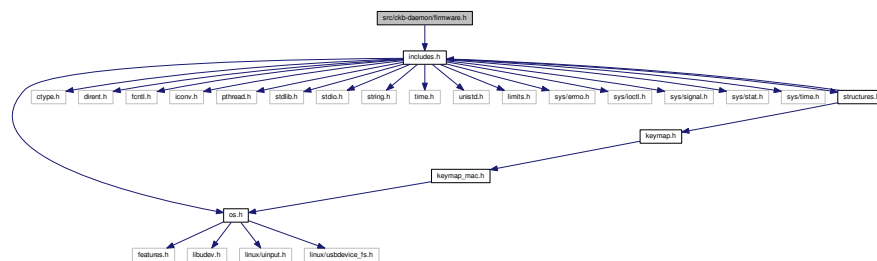 src/ckb-daemon/firmware.h
includes.h
ctype.h dirent.h fcntl.h iconv.h pthread.h stdlib.h stdio.h string.h time.h unistd.h limits.h sys/errno.h sys/ioctl.h sys/signal.h sys/stat.h sys/time.h structures.h
keymap.h
keymap_mac.h
os.h
features.h libudev.h linux/uinput.h linux/usbdevice_fs.h